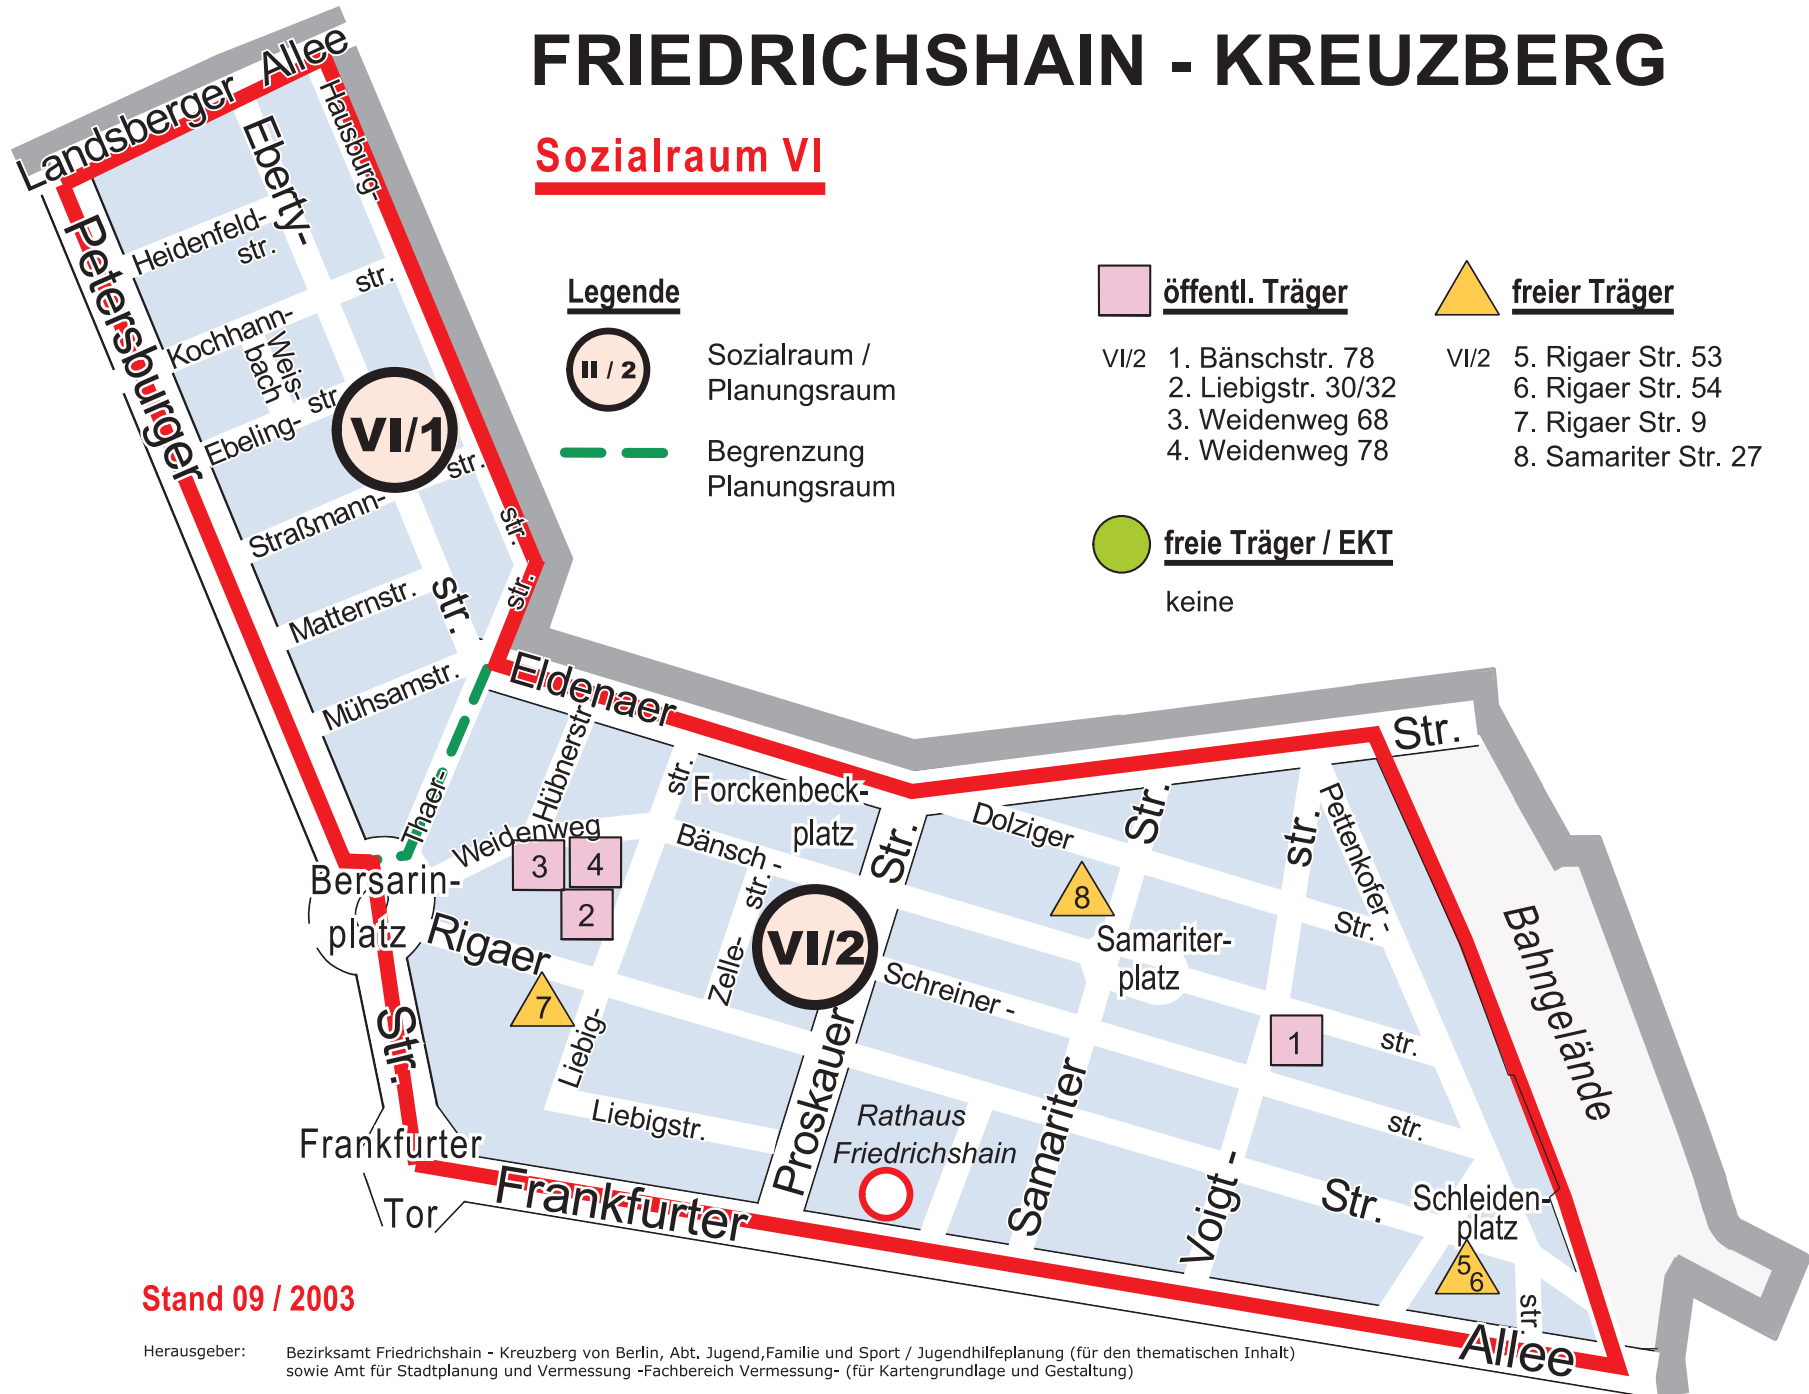 FRIEDRICHSHAIN - KREUZBERG
Sozialraum VI
Legende
II / 2
Sozialraum /
Planungsraum
Begrenzung
Planungsraum
öffentl. Träger
VI/2
1. Bänschstr. 78
2. Liebigstr. 30/32
3. Weidenweg 68
4. Weidenweg 78
freier Träger
VI/2
5. Rigaer Str. 53
6. Rigaer Str. 54
7. Rigaer Str. 9
8. Samariter Str. 27
freie Träger / EKT
keine
Landsberger Allee
Hausburg-
str.
Eberty-
str.
Petersburger
Str.
Heidenfeld-
str.
Kochhann-
str.
Weis-
bach
str.
Ebeling-
VI/1
str.
Straßmann-
Matternstr.
Mühsamstr.
str.
Thaer-
Eldenaer
Str.
Hübnerstr.
Weidenweg
3
4
2
Bersarin-
platz
Rigaer
Str.
7
Liebig-
str.
Liebigstr.
Forckenbeck-
platz
Bänsch-
str.
Zelle-
str.
VI/2
Proskauer
Str.
Schreiner-
str.
Dolziger
Str.
8
Samariter
Str.
Samariter-
platz
Voigt-
str.
Pettenkofer-
str.
1
Bahngelände
Rathaus
Friedrichshain
Schleiden-
platz
5
6
Frankfurter
Tor
Frankfurter
Allee
Stand 09 / 2003
Herausgeber:
Bezirksamt Friedrichshain - Kreuzberg von Berlin, Abt. Jugend,Familie und Sport / Jugendhilfeplanung (für den thematischen Inhalt)
sowie Amt für Stadtplanung und Vermessung -Fachbereich Vermessung- (für Kartengrundlage und Gestaltung)